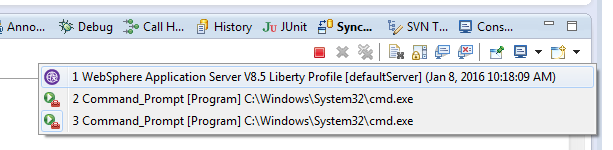 Anno... Debug Call H... History Ju JUnit Sync... SVN T... Cons...
1 WebSphere Application Server V8.5 Liberty Profile [defaultServer] (Jan 8, 2016 10:18:09 AM)
2 Command_Prompt [Program] C:\Windows\System32\cmd.exe
3 Command_Prompt [Program] C:\Windows\System32\cmd.exe